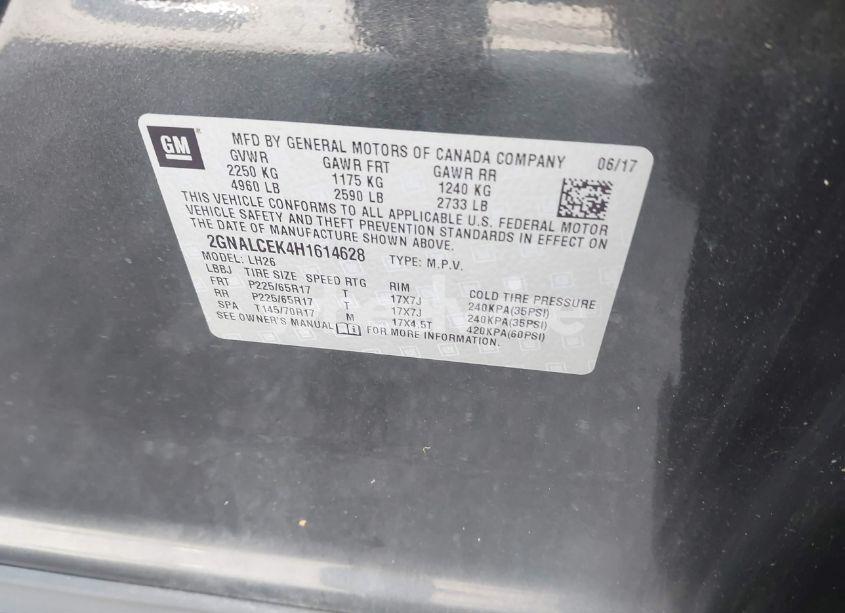 GM
MFD BY GENERAL MOTORS OF CANADA COMPANY 06/17
GVWR GAWR FRT GAWR RR
2250 KG 1175 KG 1240 KG
4960 LB 2590 LB 2733 LB
THIS VEHICLE CONFORMS TO ALL APPLICABLE U.S. FEDERAL MOTOR
VEHICLE SAFETY AND THEFT PREVENTION STANDARDS IN EFFECT ON
THE DATE OF MANUFACTURE SHOWN ABOVE.
2GNALCEK4H1614628 TYPE: M.P.V.
MODEL: LH26
LBBJ TIRE SIZE SPEED RTG RIM COLD TIRE PRESSURE
FRT P225/65R17 T 17X7J 240KPA(35PSI)
RR P225/65R17 T 17X7J 240KPA(35PSI)
SPA T145/70R17 M 17X4.5T 420KPA(60PSI)
SEE OWNER'S MANUAL FOR MORE INFORMATION.